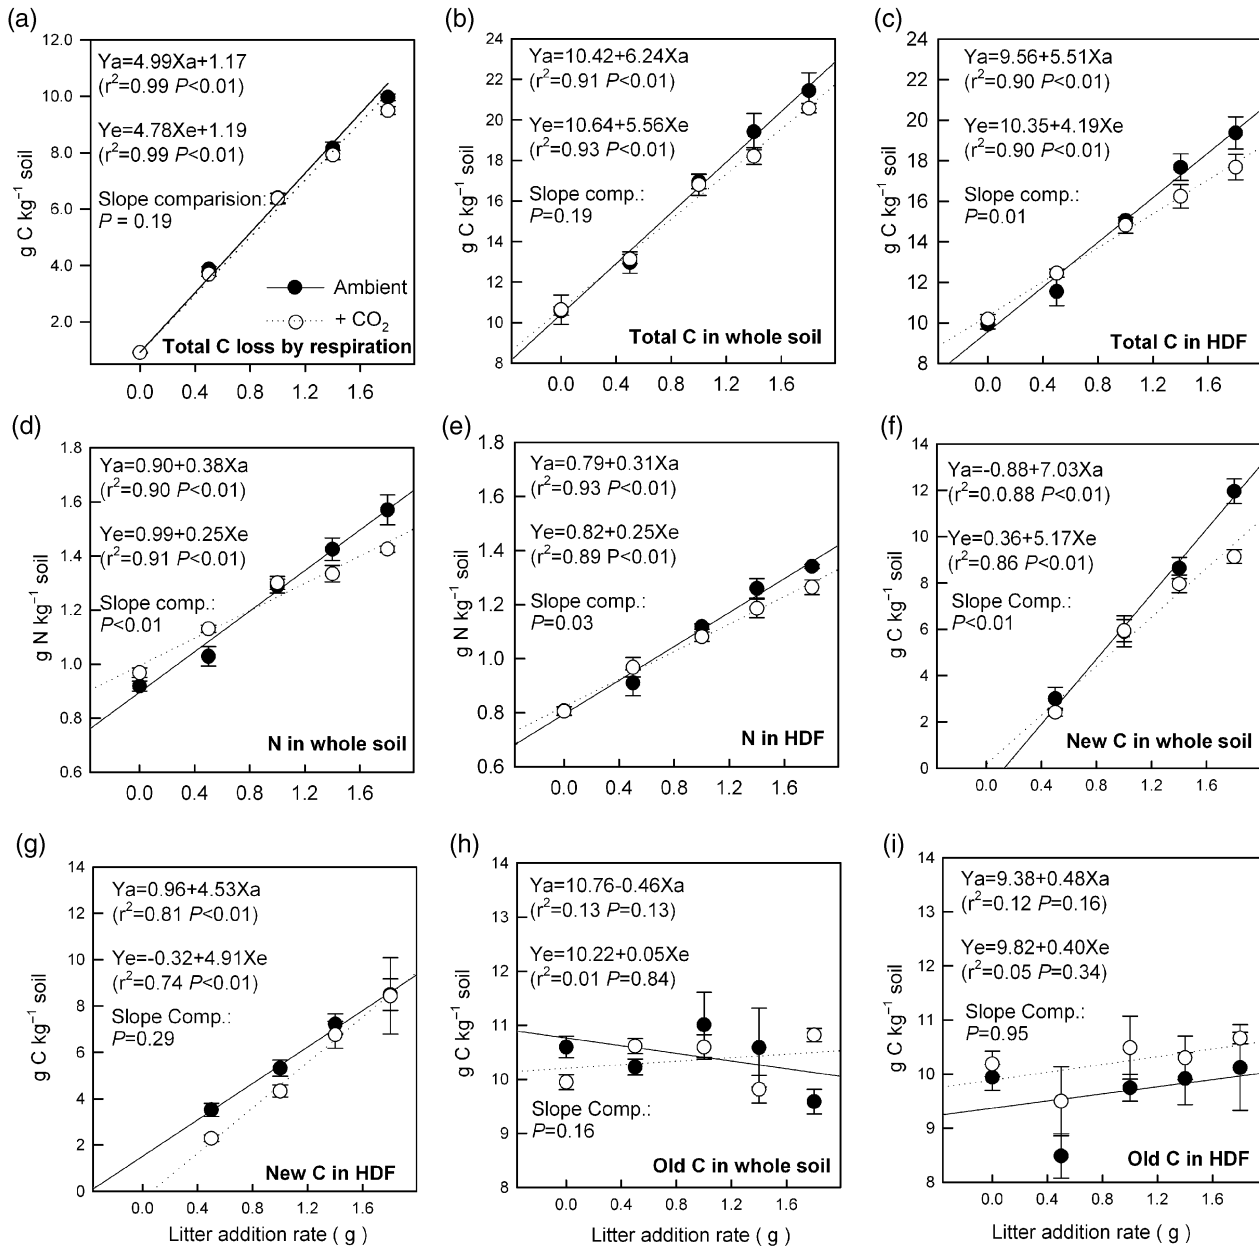 (a)
12.0
10.0
8.0
6.0
4.0
2.0
g C kg⁻¹ soil
Ya=4.99Xa+1.17
(r²=0.99 P<0.01)
Ye=4.78Xe+1.19
(r²=0.99 P<0.01)
Slope comparision:
P = 0.19
Ambient
+ CO₂
Total C loss by respiration
0.0 0.4 0.8 1.2 1.6
(b)
24
22
20
18
16
14
12
10
8
g C kg⁻¹ soil
Ya=10.42+6.24Xa
(r²=0.91 P<0.01)
Ye=10.64+5.56Xe
(r²=0.93 P<0.01)
Slope comp.:
P=0.19
Total C in whole soil
0.0 0.4 0.8 1.2 1.6
(c)
24
22
20
18
16
14
12
10
8
g C kg⁻¹ soil
Ya=9.56+5.51Xa
(r²=0.90 P<0.01)
Ye=10.35+4.19Xe
(r²=0.90 P<0.01)
Slope comp.:
P=0.01
Total C in HDF
0.0 0.4 0.8 1.2 1.6
(d)
1.8
1.6
1.4
1.2
1.0
0.8
0.6
g N kg⁻¹ soil
Ya=0.90+0.38Xa
(r²=0.90 P<0.01)
Ye=0.99+0.25Xe
(r²=0.91 P<0.01)
Slope comp.:
P<0.01
N in whole soil
0.0 0.4 0.8 1.2 1.6
(e)
1.8
1.6
1.4
1.2
1.0
0.8
0.6
g N kg⁻¹ soil
Ya=0.79+0.31Xa
(r²=0.93 P<0.01)
Ye=0.82+0.25Xe
(r²=0.89 P<0.01)
Slope comp.:
P=0.03
N in HDF
0.0 0.4 0.8 1.2 1.6
(f)
14
12
10
8
6
4
2
0
g C kg⁻¹ soil
Ya=-0.88+7.03Xa
(r²=0.0.88 P<0.01)
Ye=0.36+5.17Xe
(r²=0.86 P<0.01)
Slope Comp.:
P<0.01
New C in whole soil
0.0 0.4 0.8 1.2 1.6
(g)
14
12
10
8
6
4
2
0
g C kg⁻¹ soil
Ya=0.96+4.53Xa
(r²=0.81 P<0.01)
Ye=-0.32+4.91Xe
(r²=0.74 P<0.01)
Slope Comp.:
P=0.29
New C in HDF
0.0 0.4 0.8 1.2 1.6
Litter addition rate ( g )
(h)
14
13
12
11
10
9
8
g C kg⁻¹ soil
Ya=10.76-0.46Xa
(r²=0.13 P=0.13)
Ye=10.22+0.05Xe
(r²=0.01 P=0.84)
Slope Comp.:
P=0.16
Old C in whole soil
0.0 0.4 0.8 1.2 1.6
Litter addition rate ( g )
(i)
14
13
12
11
10
9
8
g C kg⁻¹ soil
Ya=9.38+0.48Xa
(r²=0.12 P=0.16)
Ye=9.82+0.40Xe
(r²=0.05 P=0.34)
Slope Comp.:
P=0.95
Old C in HDF
0.0 0.4 0.8 1.2 1.6
Litter addition rate ( g )